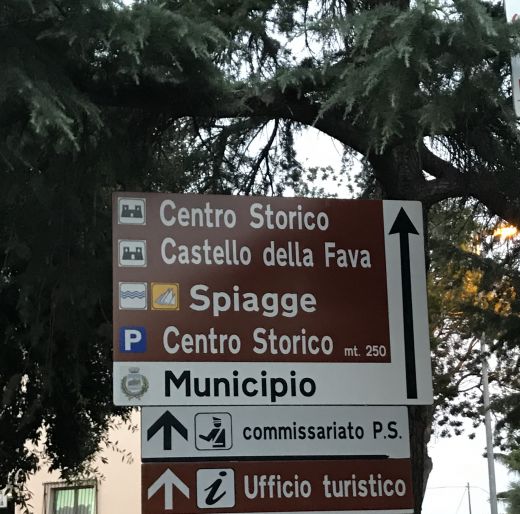 Centro Storico
Castello della Fava
Spiagge
P Centro Storico mt. 250
Municipio
commissariato P.S.
i Ufficio turistico